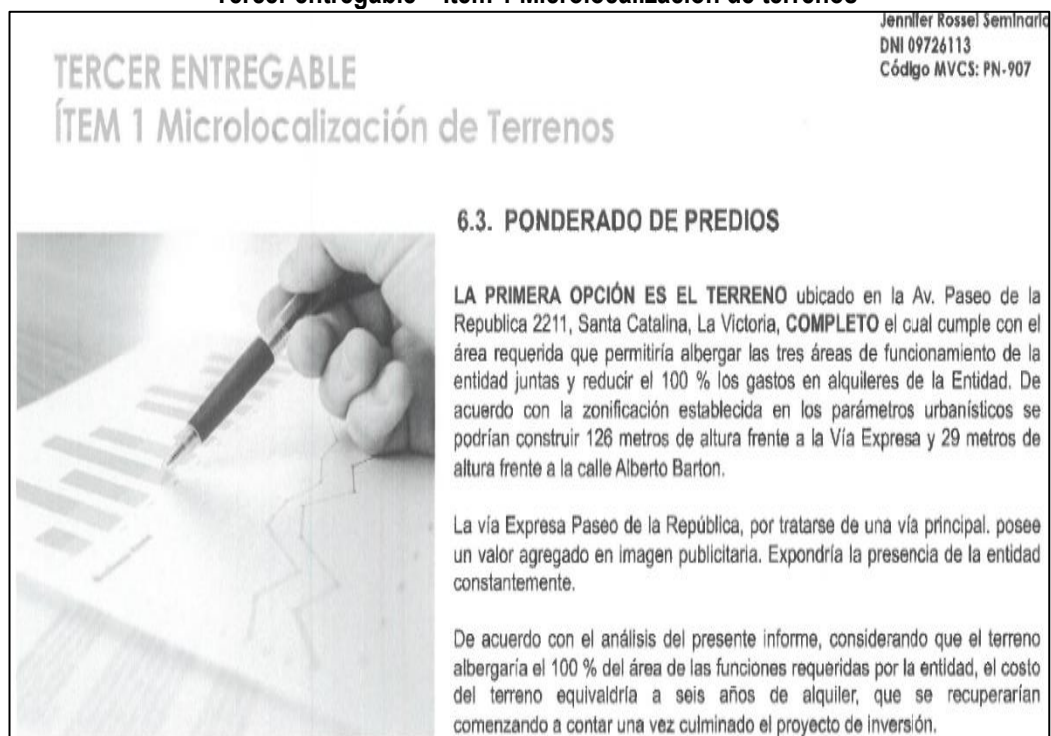 Tercer entregable – Ítem 1 Microlocalización de terrenos
Jennifer Rossel Seminario
DNI 09726113
Código MVCS: PN-907
TERCER ENTREGABLE
ÍTEM 1 Microlocalización de Terrenos
6.3. PONDERADO DE PREDIOS
LA PRIMERA OPCIÓN ES EL TERRENO ubicado en la Av. Paseo de la
Republica 2211, Santa Catalina, La Victoria, COMPLETO el cual cumple con el
área requerida que permitiría albergar las tres áreas de funcionamiento de la
entidad juntas y reducir el 100 % los gastos en alquileres de la Entidad. De
acuerdo con la zonificación establecida en los parámetros urbanísticos se
podrían construir 126 metros de altura frente a la Vía Expresa y 29 metros de
altura frente a la calle Alberto Barton.
La vía Expresa Paseo de la República, por tratarse de una vía principal. posee
un valor agregado en imagen publicitaria. Expondría la presencia de la entidad
constantemente.
De acuerdo con el análisis del presente informe, considerando que el terreno
albergaría el 100 % del área de las funciones requeridas por la entidad, el costo
del terreno equivaldría a seis años de alquiler, que se recuperarían
comenzando a contar una vez culminado el proyecto de inversión.